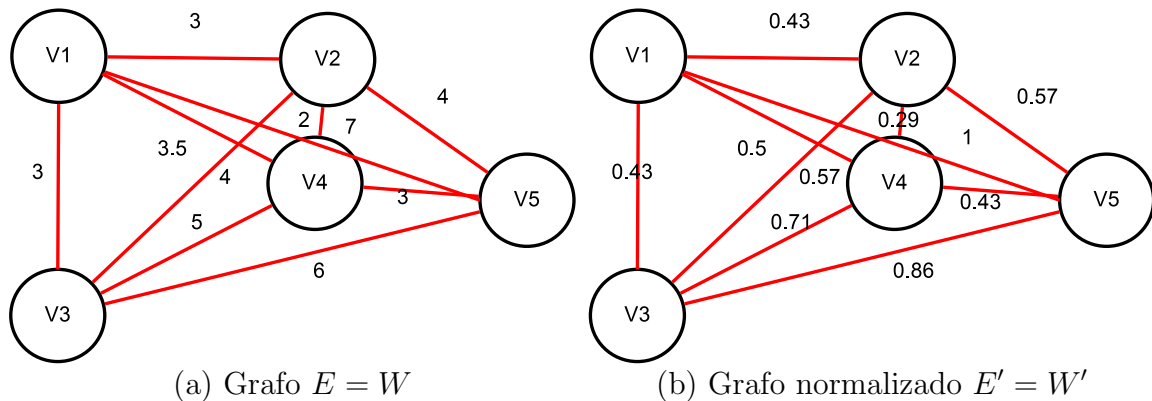 3
V1
V2
4
2
7
3.5
3
4
V4
3
V5
5
6
V3
(a) Grafo E = W
0.43
V1
V2
0.57
0.29
1
0.5
0.43
0.57
V4
0.43
V5
0.71
0.86
V3
(b) Grafo normalizado E′ = W′